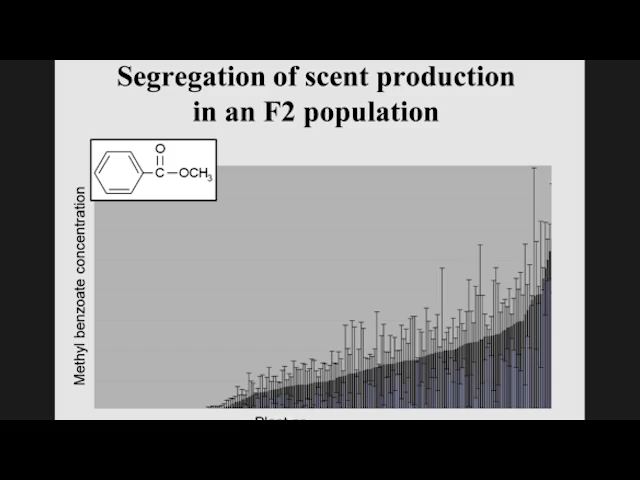 Segregation of scent production
in an F2 population
O
C
OCH3
Methyl benzoate concentration